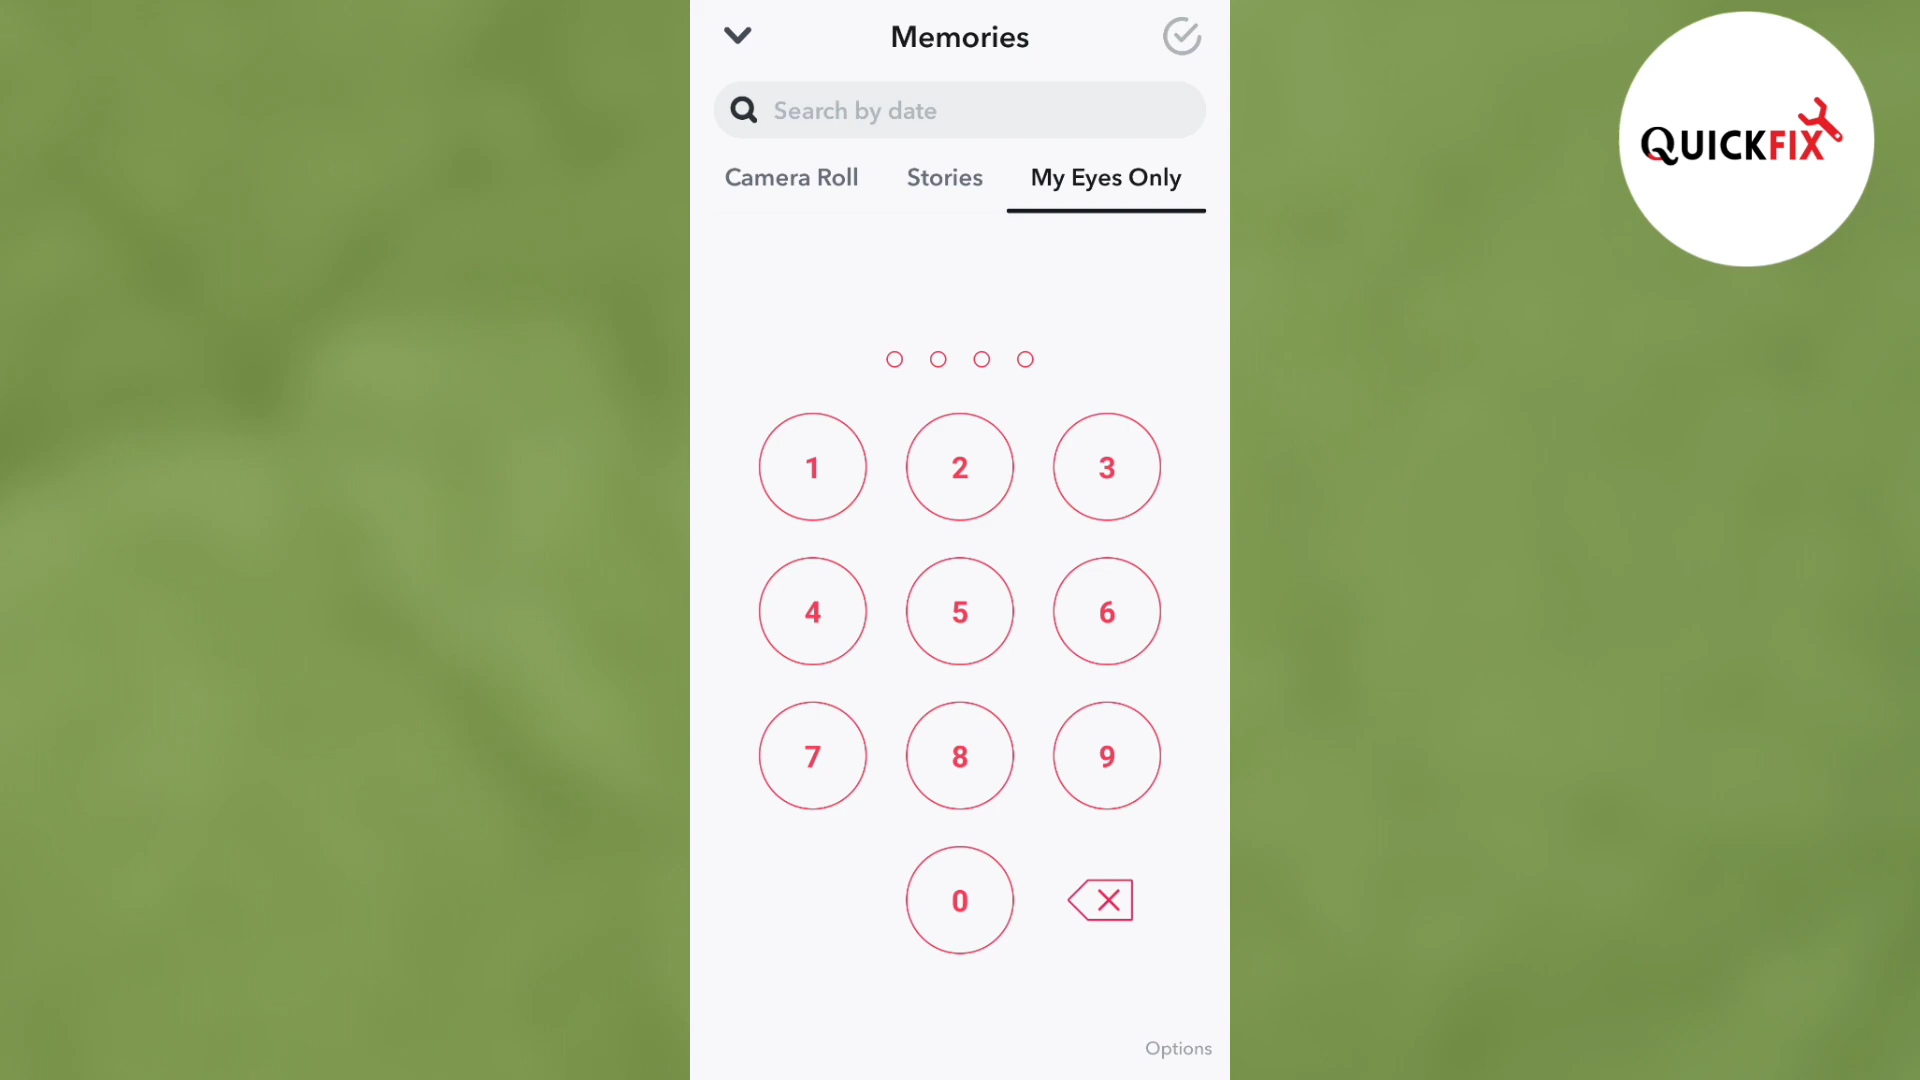 Memories
Search by date
Camera Roll Stories My Eyes Only
1 2 3
4 5 6
7 8 9
0
Options
QUICKFIX